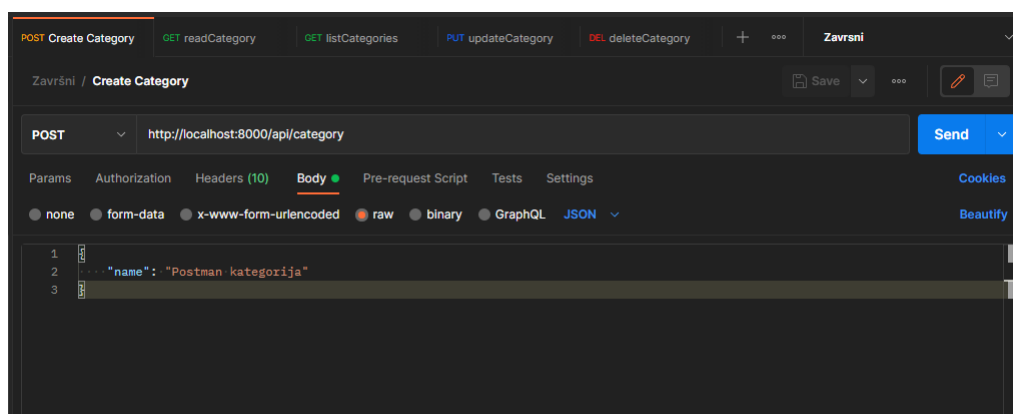 POST Create Category GET readCategory GET listCategories PUT updateCategory DEL deleteCategory + ooo Zavrsni
Završni / Create Category Save ooo
POST http://localhost:8000/api/category Send
Params Authorization Headers (10) Body Pre-request Script Tests Settings Cookies
none form-data x-www-form-urlencoded raw binary GraphQL JSON Beautify
1 {
2 "name": "Postman kategorija"
3 }